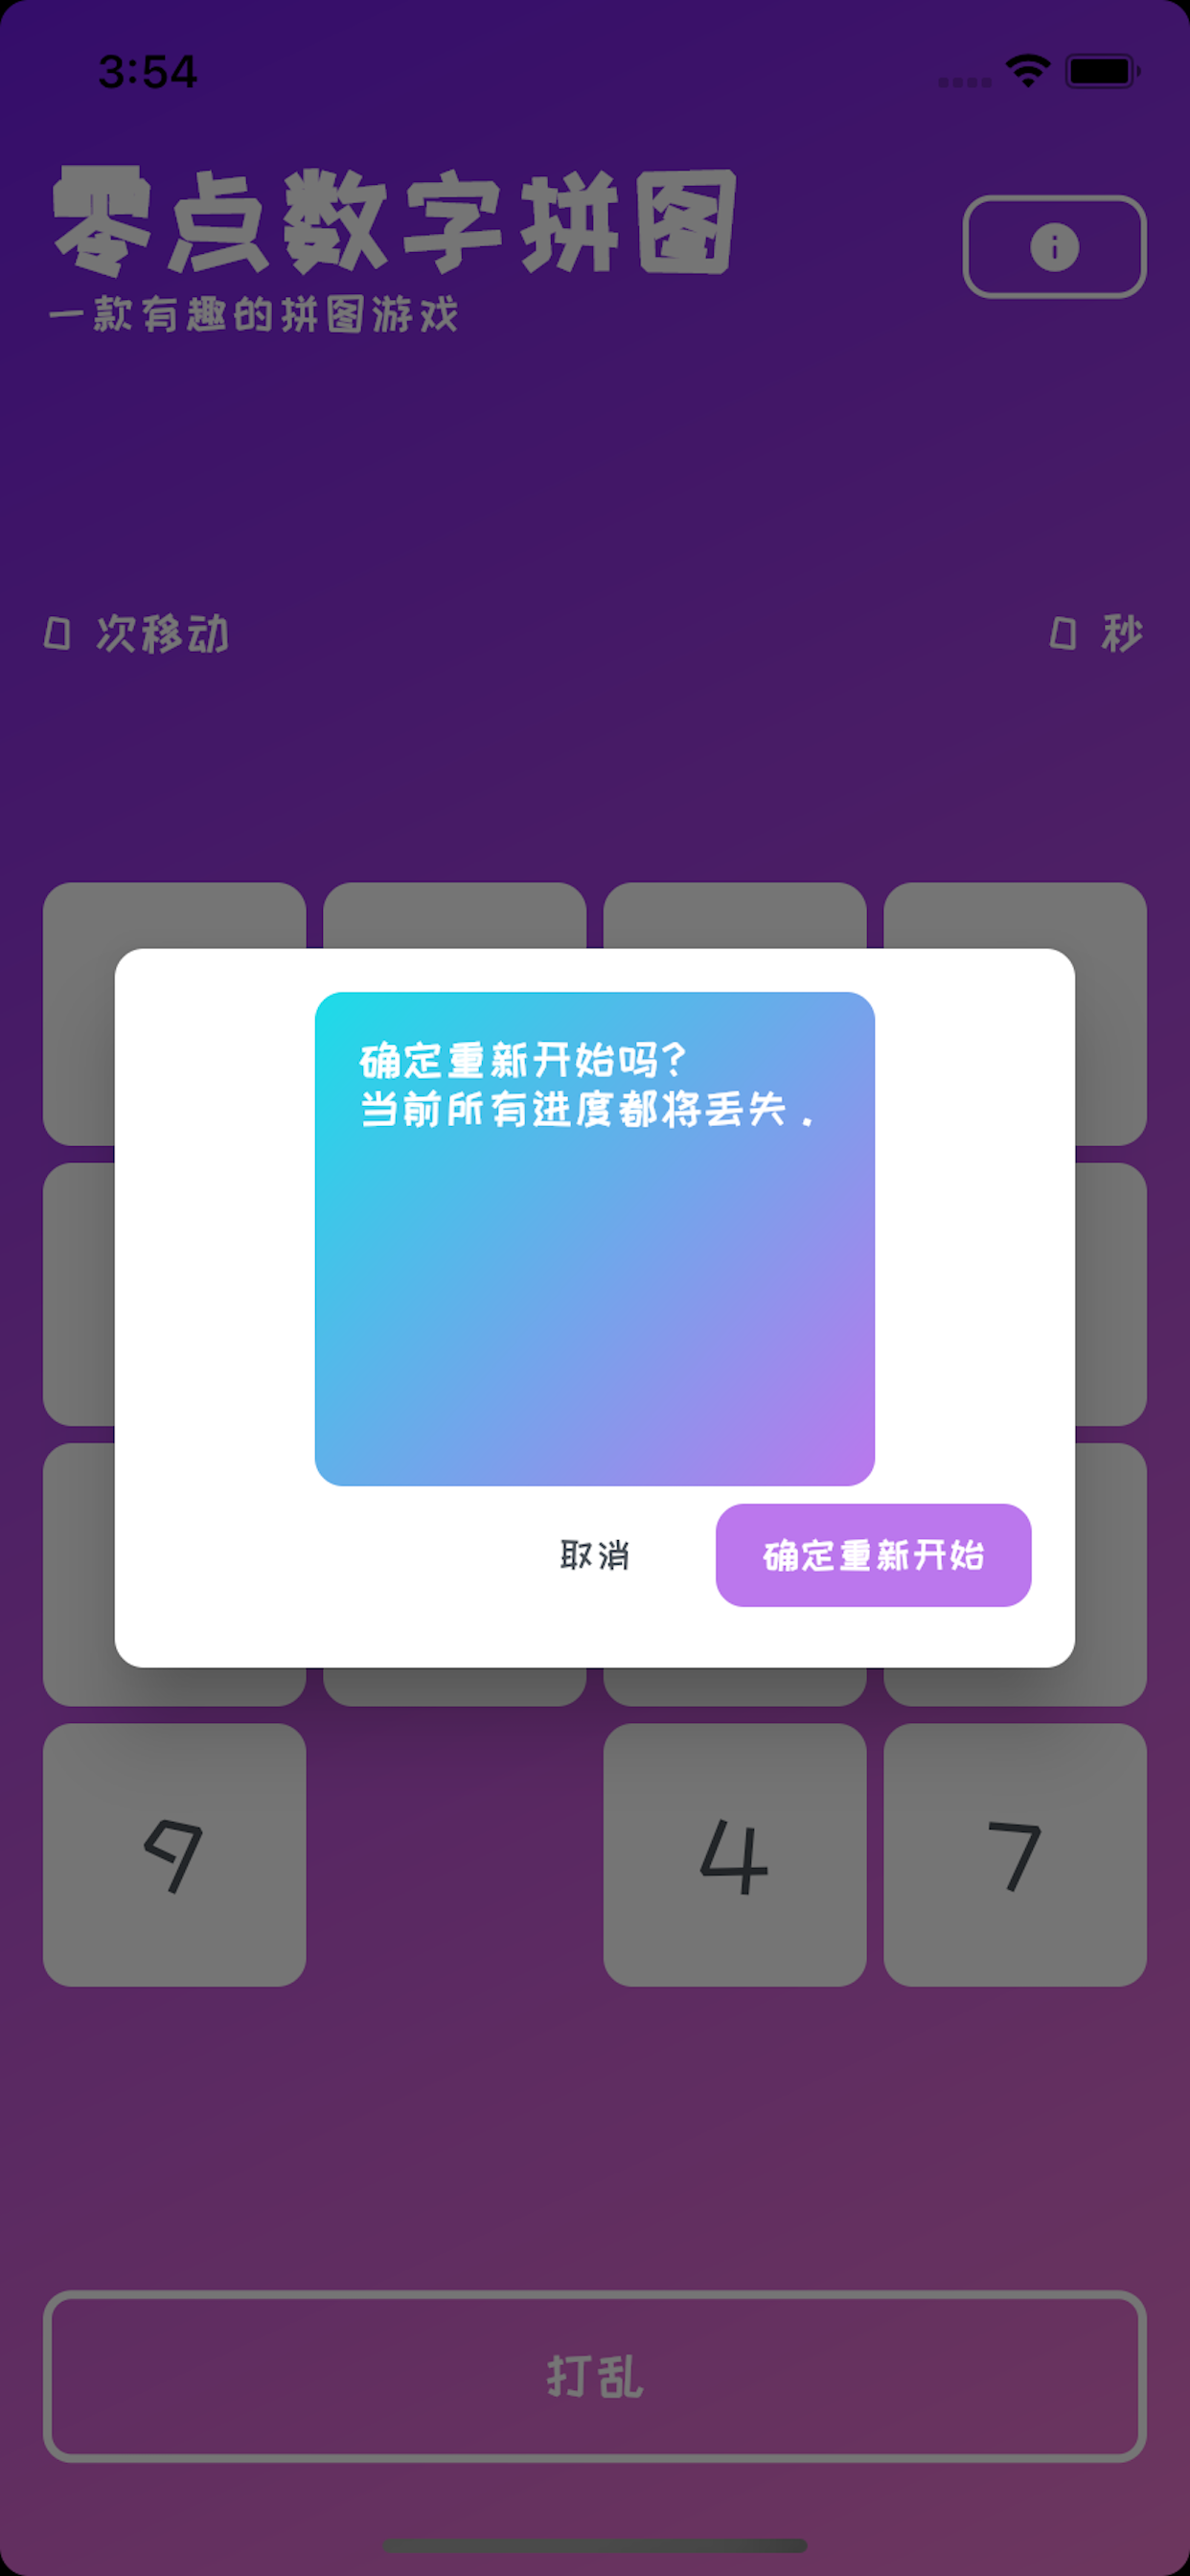 3:54
零点数字拼图
一款有趣的拼图游戏
0 次移动
0 秒
确定重新开始吗?
当前所有进度都将丢失 .
取消
确定重新开始
9
4
7
打乱